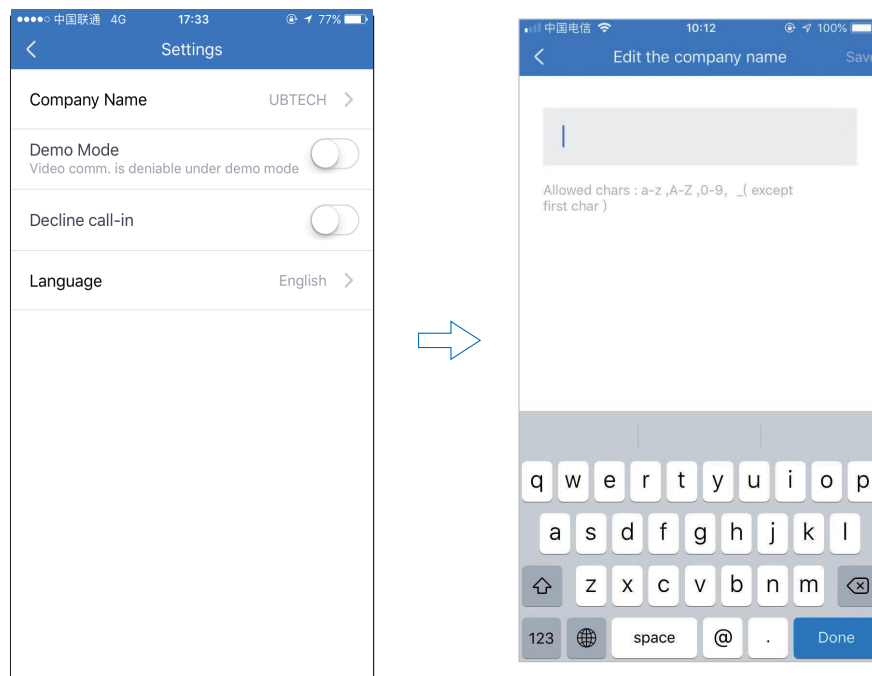 中国联通 4G 17:33 77%
Settings
Company Name UBTECH
Demo Mode
Video comm. is deniable under demo mode
Decline call-in
Language English
中国电信 10:12 100%
Edit the company name Save
Allowed chars : a-z ,A-Z ,0-9, _( except
first char )
q w e r t y u i o p
a s d f g h j k l
z x c v b n m
123 space @ . Done